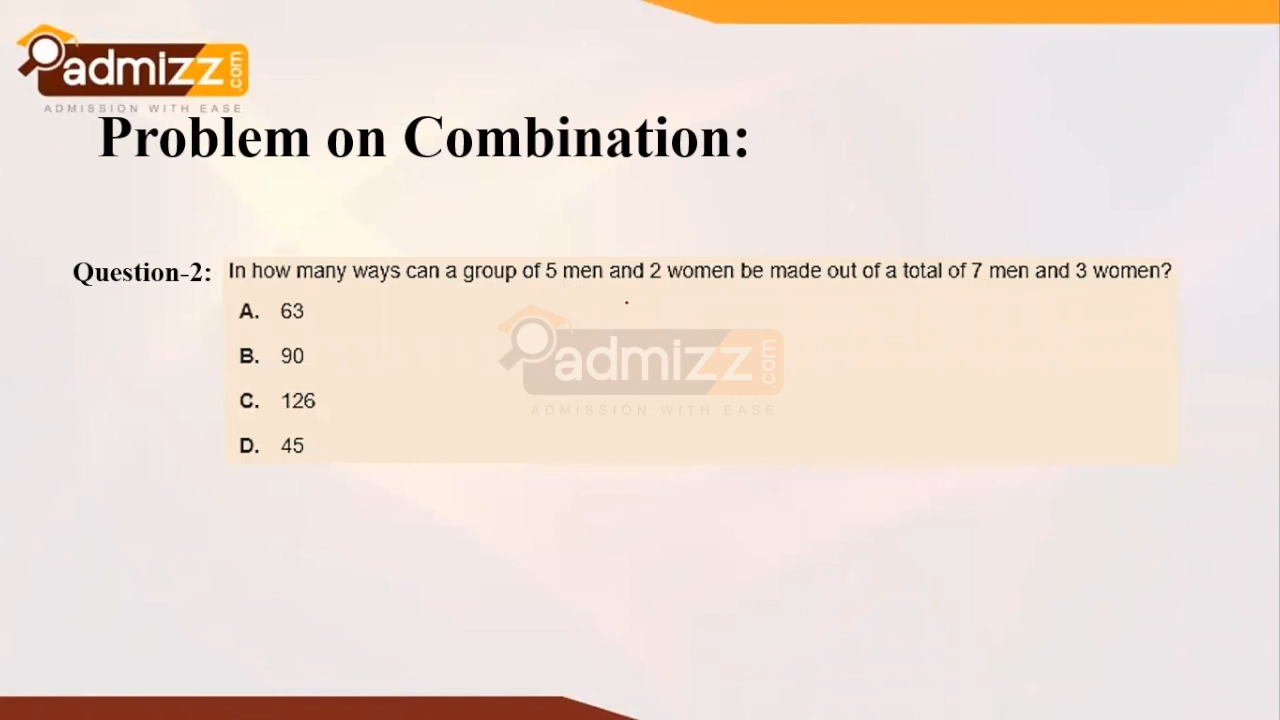 admizz.com
ADMISSION WITH EASE
Problem on Combination:
Question-2: In how many ways can a group of 5 men and 2 women be made out of a total of 7 men and 3 women?
A. 63
B. 90
admizz.com
C. 126
ADMISSION WITH EASE
D. 45